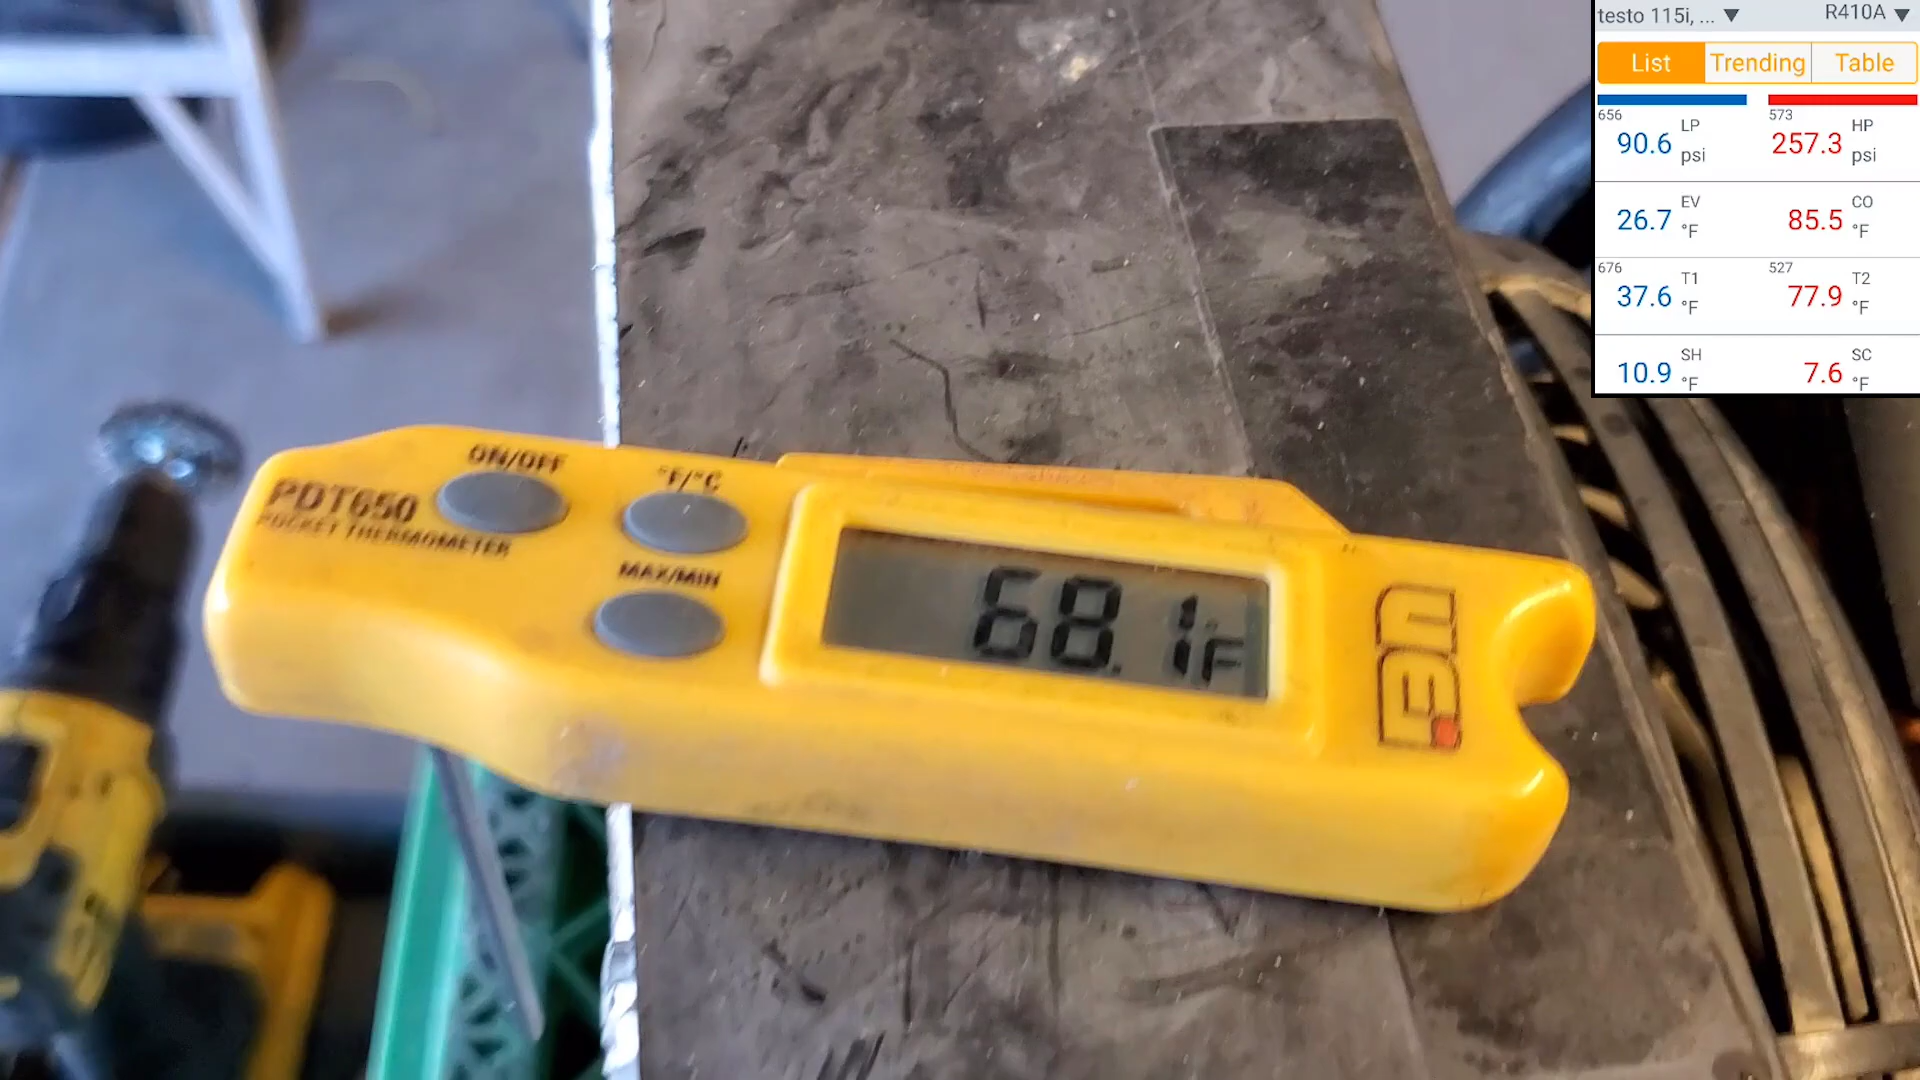 testo 115i, ... ▼ R410A ▼
List Trending Table
656 573
90.6 LP psi 257.3 HP psi
26.7 EV °F 85.5 CO °F
676 527
37.6 T1 °F 77.9 T2 °F
10.9 SH °F 7.6 SC °F
ON/OFF
°F/°C
PDT650
POCKET THERMOMETER
MAX/MIN
68.1°F
UEi